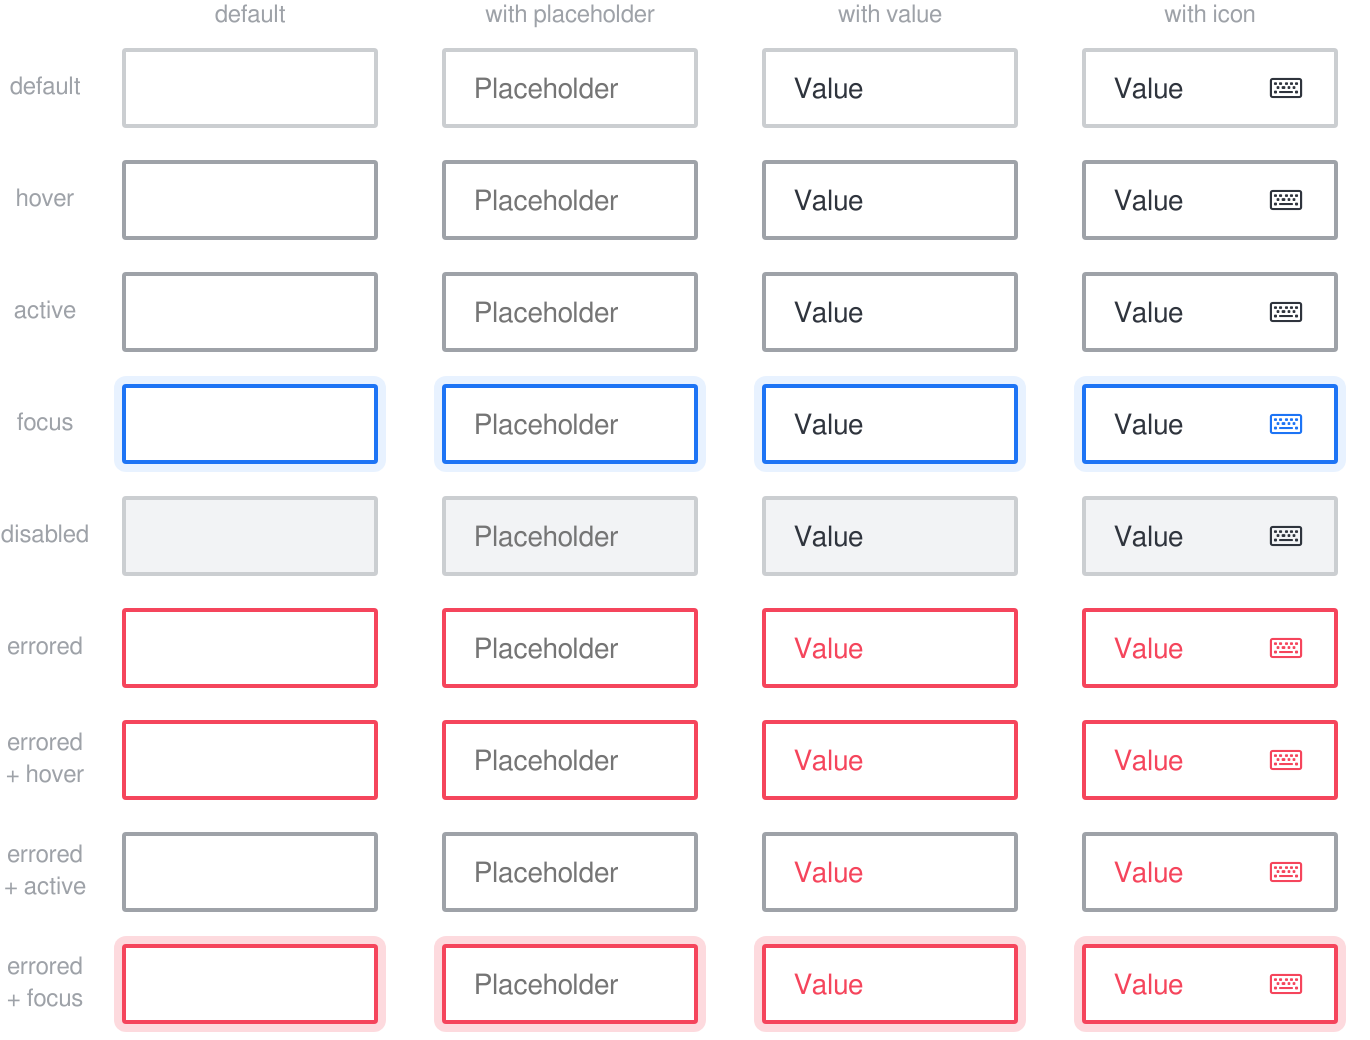 default with placeholder with value with icon
default Placeholder Value Value
hover Placeholder Value Value
active Placeholder Value Value
focus Placeholder Value Value
disabled Placeholder Value Value
errored Placeholder Value Value
errored
+ hover Placeholder Value Value
errored
+ active Placeholder Value Value
errored
+ focus Placeholder Value Value